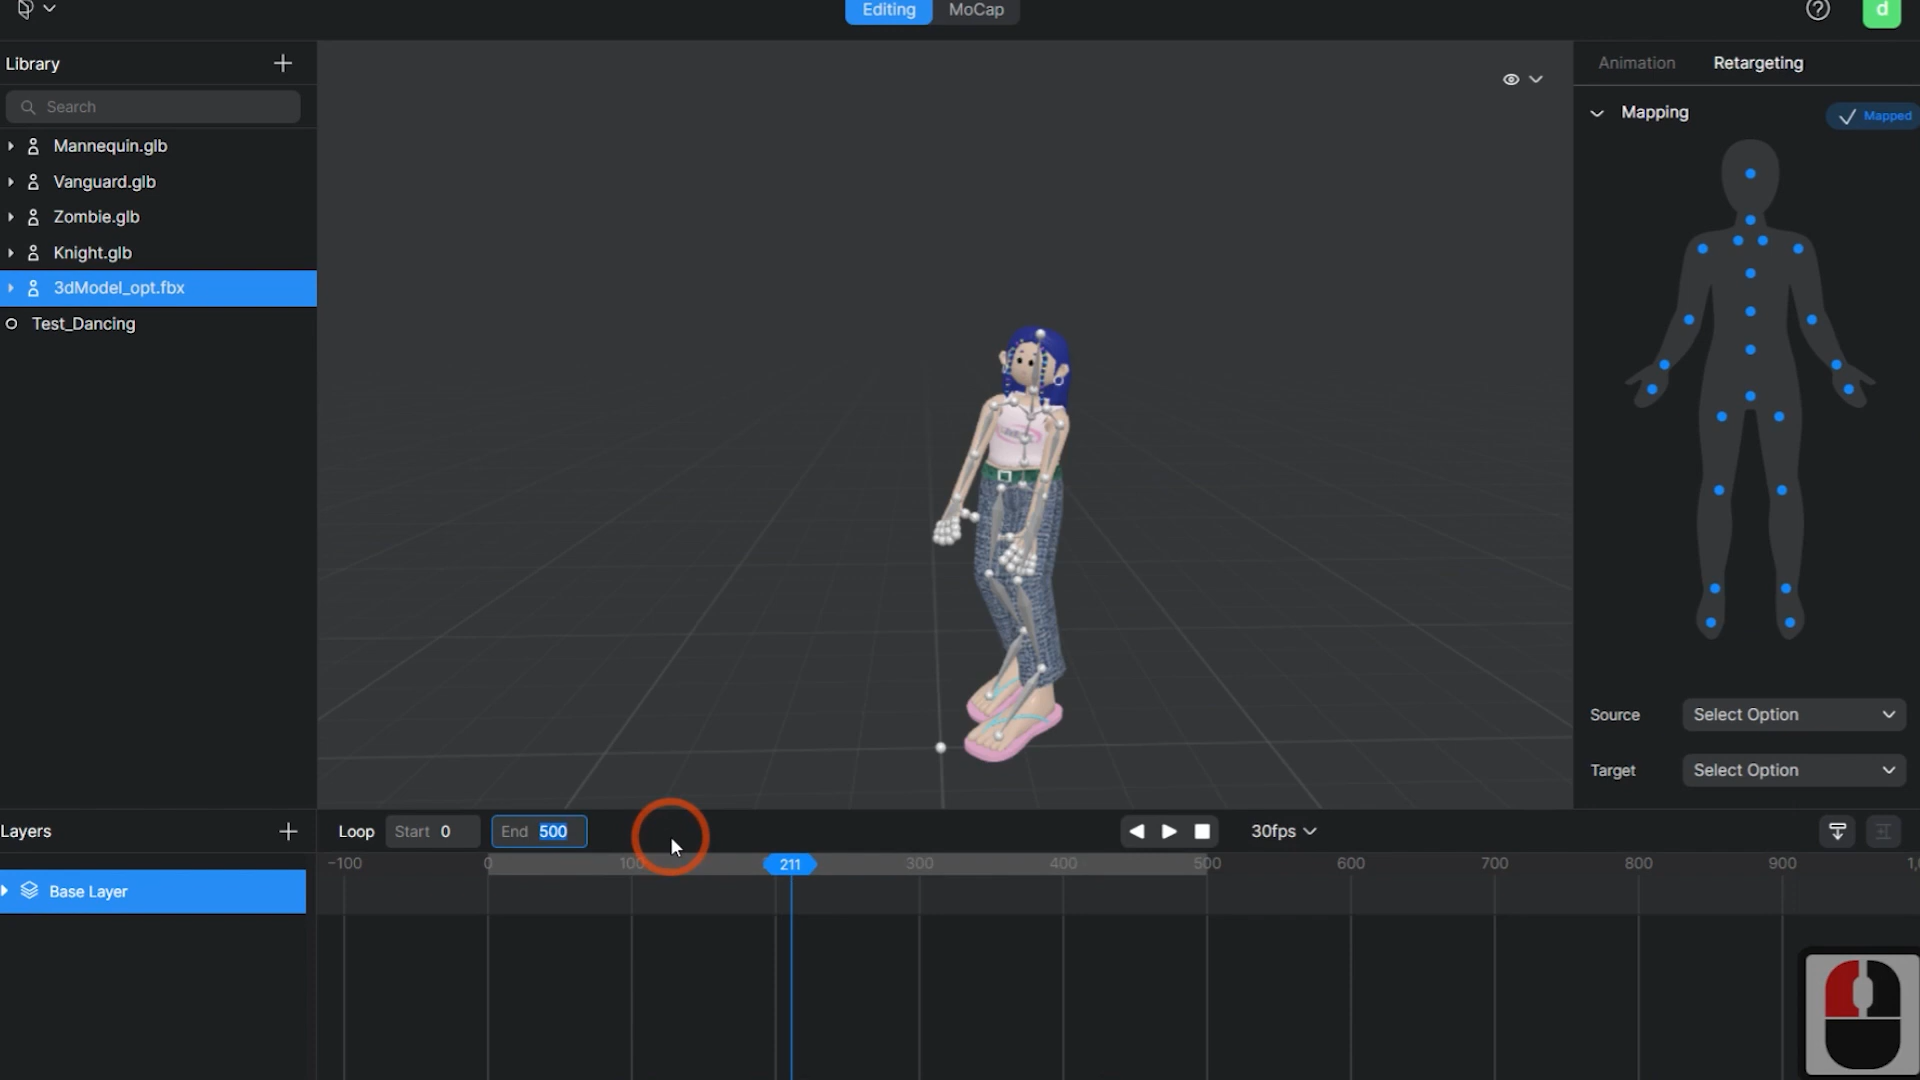 Editing MoCap
d
Library
Search
Mannequin.glb
Vanguard.glb
Zombie.glb
Knight.glb
3dModel_opt.fbx
Test_Dancing
Animation Retargeting
Mapping Mapped
Source Select Option
Target Select Option
Layers
Loop Start 0 End 500 30fps
-100 0 100 211 300 400 500 600 700 800 900
Base Layer